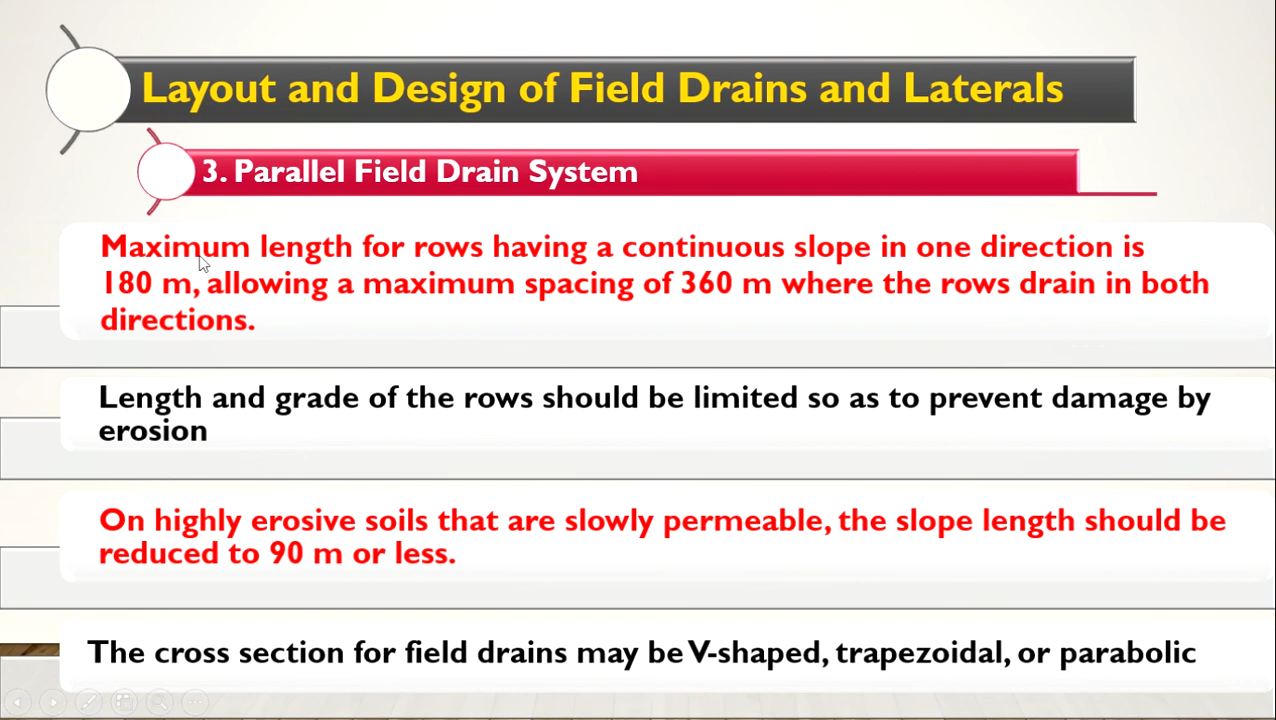 Layout and Design of Field Drains and Laterals
3. Parallel Field Drain System
Maximum length for rows having a continuous slope in one direction is
180 m, allowing a maximum spacing of 360 m where the rows drain in both
directions.
Length and grade of the rows should be limited so as to prevent damage by
erosion
On highly erosive soils that are slowly permeable, the slope length should be
reduced to 90 m or less.
The cross section for field drains may be V-shaped, trapezoidal, or parabolic